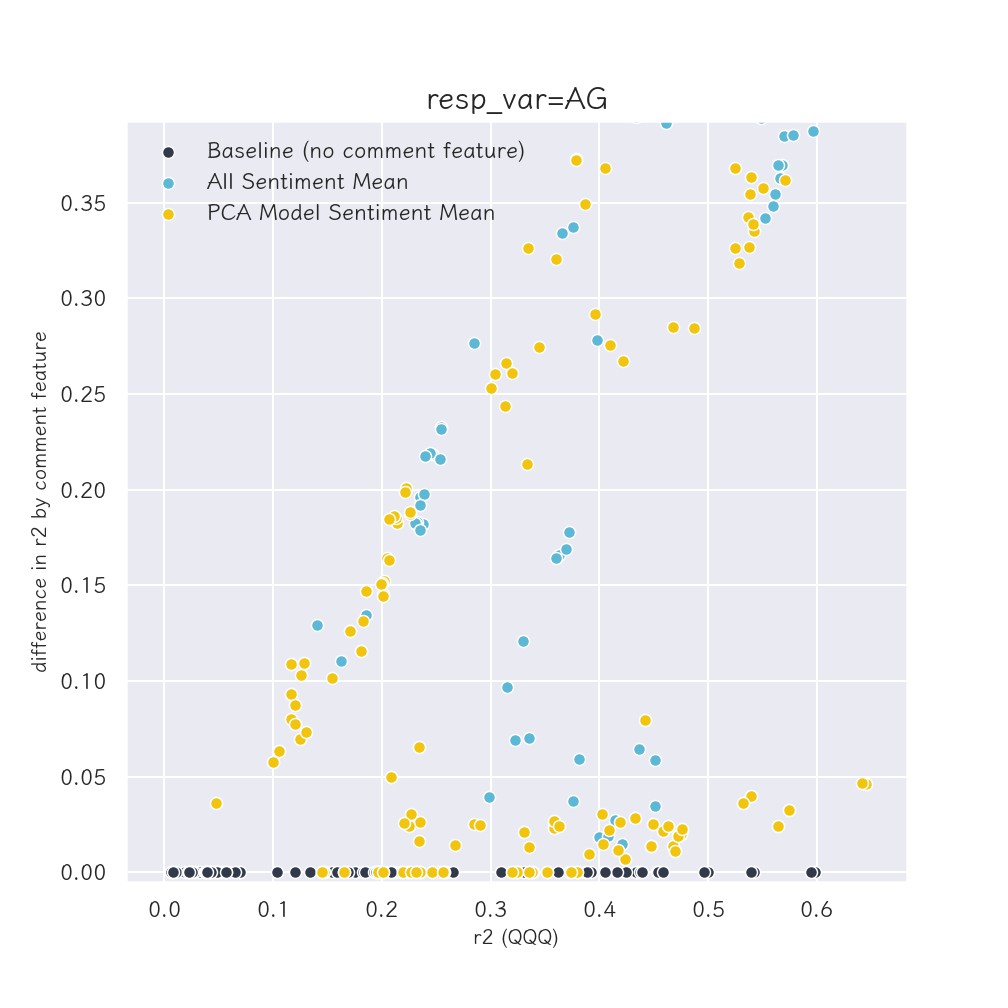 resp_var=AG
Baseline (no comment feature)
All Sentiment Mean
PCA Model Sentiment Mean
difference in r2 by comment feature
0.35
0.30
0.25
0.20
0.15
0.10
0.05
0.00
0.0 0.1 0.2 0.3 0.4 0.5 0.6
r2 (QQQ)